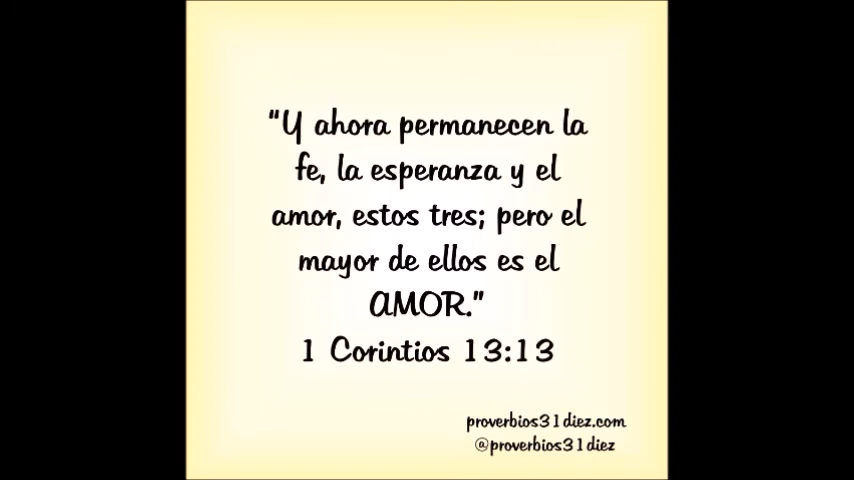 "Y ahora permanecen la
fe, la esperanza y el
amor, estos tres; pero el
mayor de ellos es el
AMOR."
1 Corintios 13:13
proverbios31diez.com
@proverbios31diez